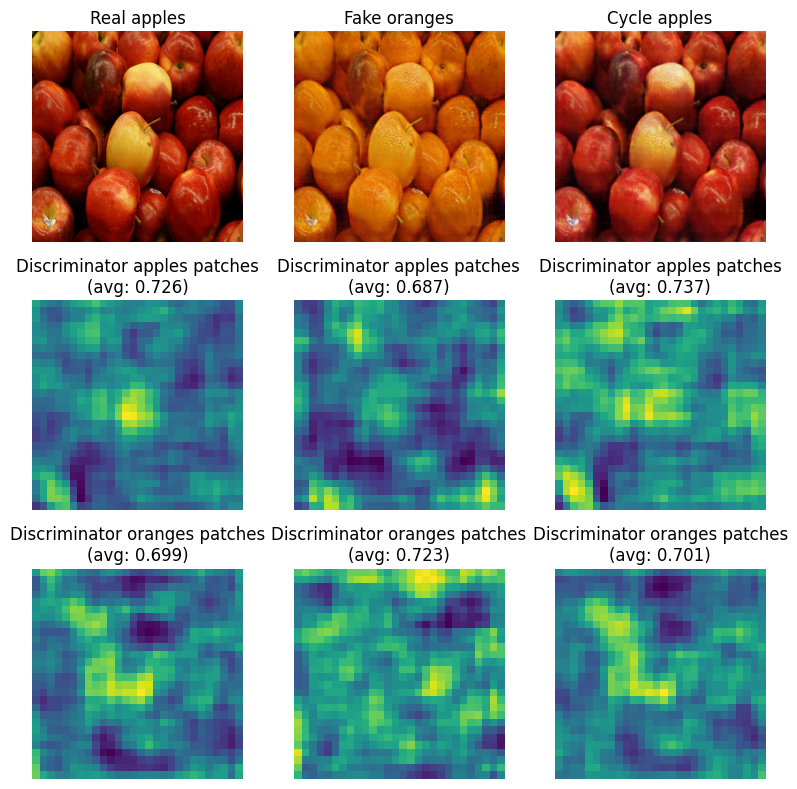 Real apples
Fake oranges
Cycle apples
Discriminator apples patches
(avg: 0.726)
Discriminator apples patches
(avg: 0.687)
Discriminator apples patches
(avg: 0.737)
Discriminator oranges patches
(avg: 0.699)
Discriminator oranges patches
(avg: 0.723)
Discriminator oranges patches
(avg: 0.701)